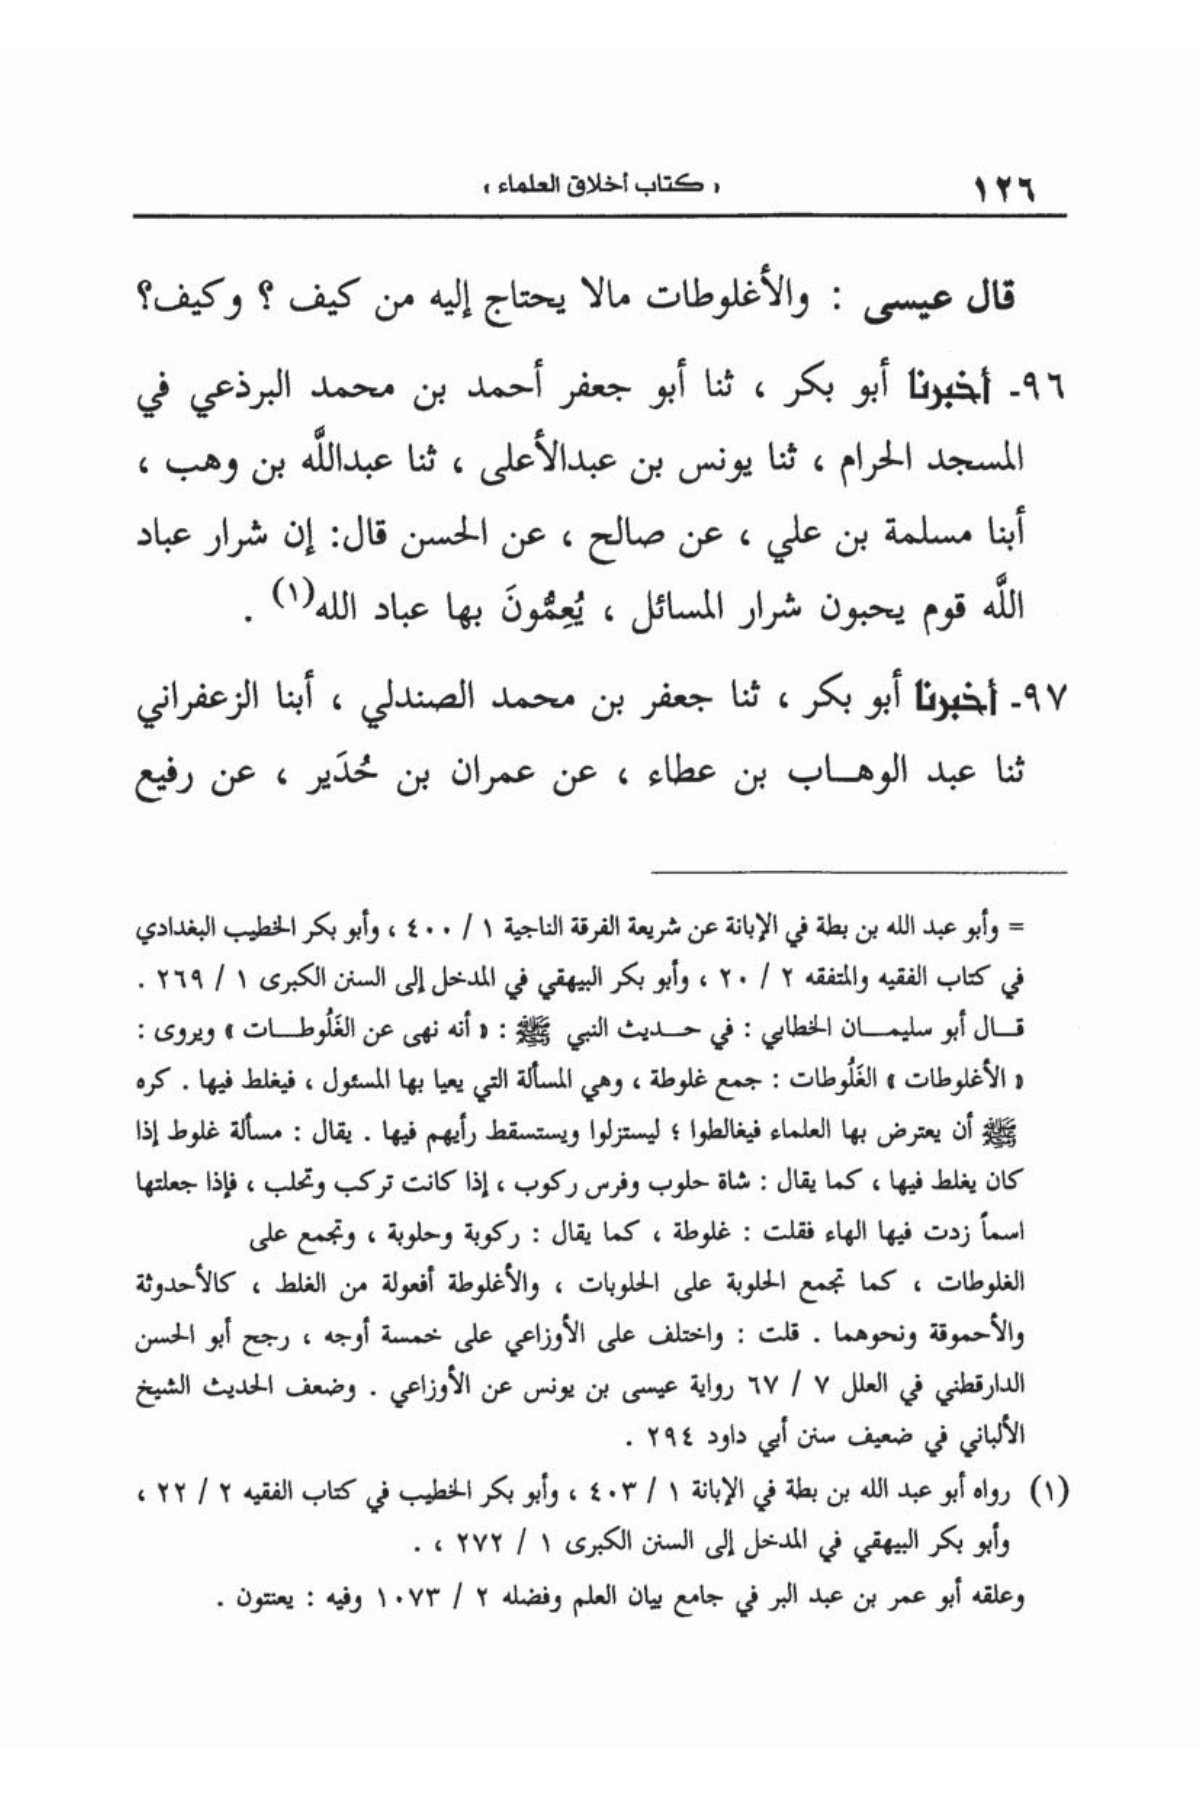 ١٢٦
« كتاب أخلاق العلماء »
قال عيسى : والأغلوطات مالا يحتاج إليه من كيف ؟ وكيف؟
٩٦- أخبرنا أبو بكر ، ثنا أبو جعفر أحمد بن محمد البرذعي في
المسجد الحرام ، ثنا يونس بن عبدالأعلى ، ثنا عبداللَّه بن وهب ،
أبنا مسلمة بن علي ، عن صالح ، عن الحسن قال: إن شرار عباد
اللَّه قوم يحبون شرار المسائل ، يُعِمُّونَ بها عباد الله(١) .
٩٧- أخبرنا أبو بكر ، ثنا جعفر بن محمد الصندلي ، أبنا الزعفراني
ثنا عبد الوهــاب بن عطاء ، عن عمران بن حُدَير ، عن رفيع
= وأبو عبد الله بن بطة في الإبانة عن شريعة الفرقة الناجية ١ / ٤٠٠ ، وأبو بكر الخطيب البغدادي
في كتاب الفقيه والمتفقه ٢ / ٢٠ ، وأبو بكر البيهقي في المدخل إلى السنن الكبرى ١ / ٢٦٩ .
قــال أبو سليمــان الخطابي : في حــديث النبي ﷺ : « أنه نهى عن الغَلُوطــات » ويروى :
« الأغلوطات » الغَلُوطات : جمع غلوطة ، وهي المسألة التي يعيا بها المسئول ، فيغلط فيها . كره
ﷺ أن يعترض بها العلماء فيغالطوا ؛ ليستزلوا ويستسقط رأيهم فيها . يقال : مسألة غلوط إذا
كان يغلط فيها ، كما يقال : شاة حلوب وفرس ركوب ، إذا كانت تركب وتحلب ، فإذا جعلتها
اسماً زدت فيها الهاء فقلت : غلوطة ، كما يقال : ركوبة وحلوبة ، وتجمع على
الغلوطات ، كما تجمع الحلوبة على الحلوبات ، والأغلوطة أفعولة من الغلط ، كالأحدوثة
والأحموقة ونحوهما . قلت : واختلف على الأوزاعي على خمسة أوجه ، رجح أبو الحسن
الدارقطني في العلل ٧ / ٦٧ رواية عيسى بن يونس عن الأوزاعي . وضعف الحديث الشيخ
الألباني في ضعيف سنن أبي داود ٢٩٤ .
(١) رواه أبو عبد الله بن بطة في الإبانة ١ / ٤٠٣ ، وأبو بكر الخطيب في كتاب الفقيه ٢ / ٢٢ ،
وأبو بكر البيهقي في المدخل إلى السنن الكبرى ١ / ٢٧٢ ، .
وعلقه أبو عمر بن عبد البر في جامع بيان العلم وفضله ٢ / ١٠٧٣ وفيه : يعنتون .